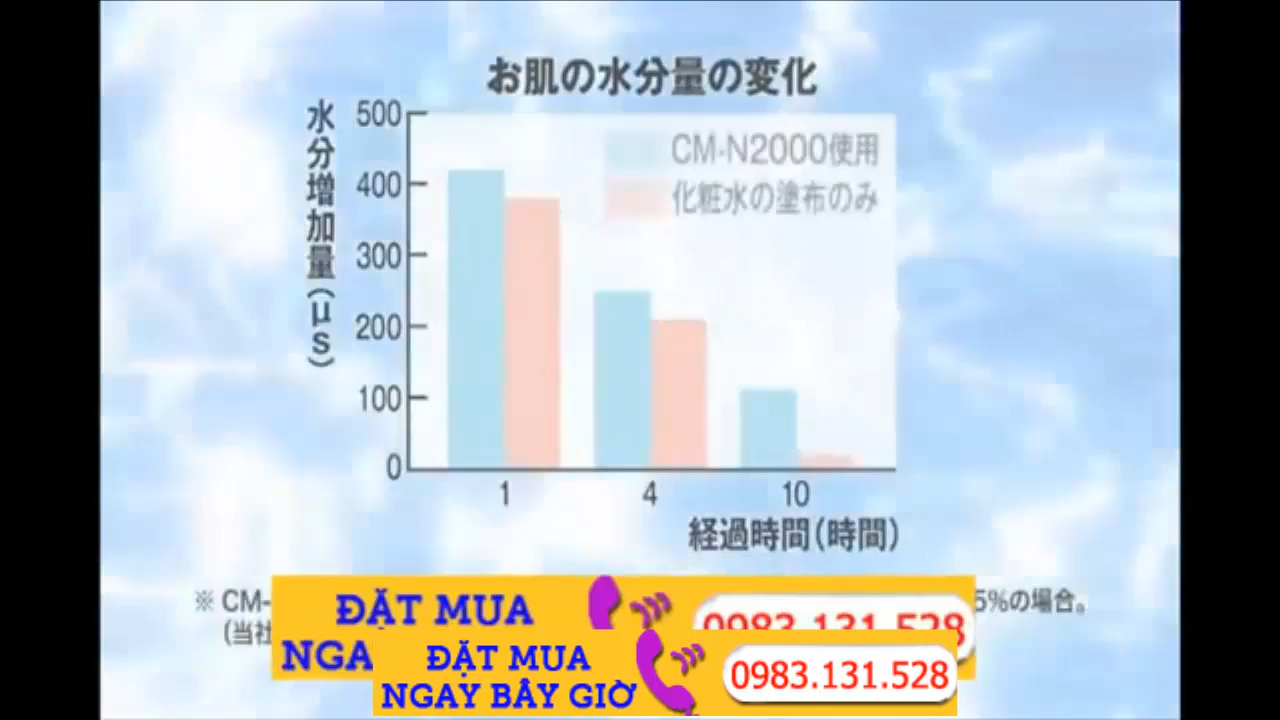 お肌の水分量の変化
水分増加量(μs)
500
400
300
200
100
0
CM-N2000使用
化粧水の塗布のみ
1 4 10
経過時間(時間)
※ CM- 5%の場合。
(当社
ĐẶT MUA
0983.131.528
NGA
ĐẶT MUA
NGAY BÂY GIỜ
0983.131.528